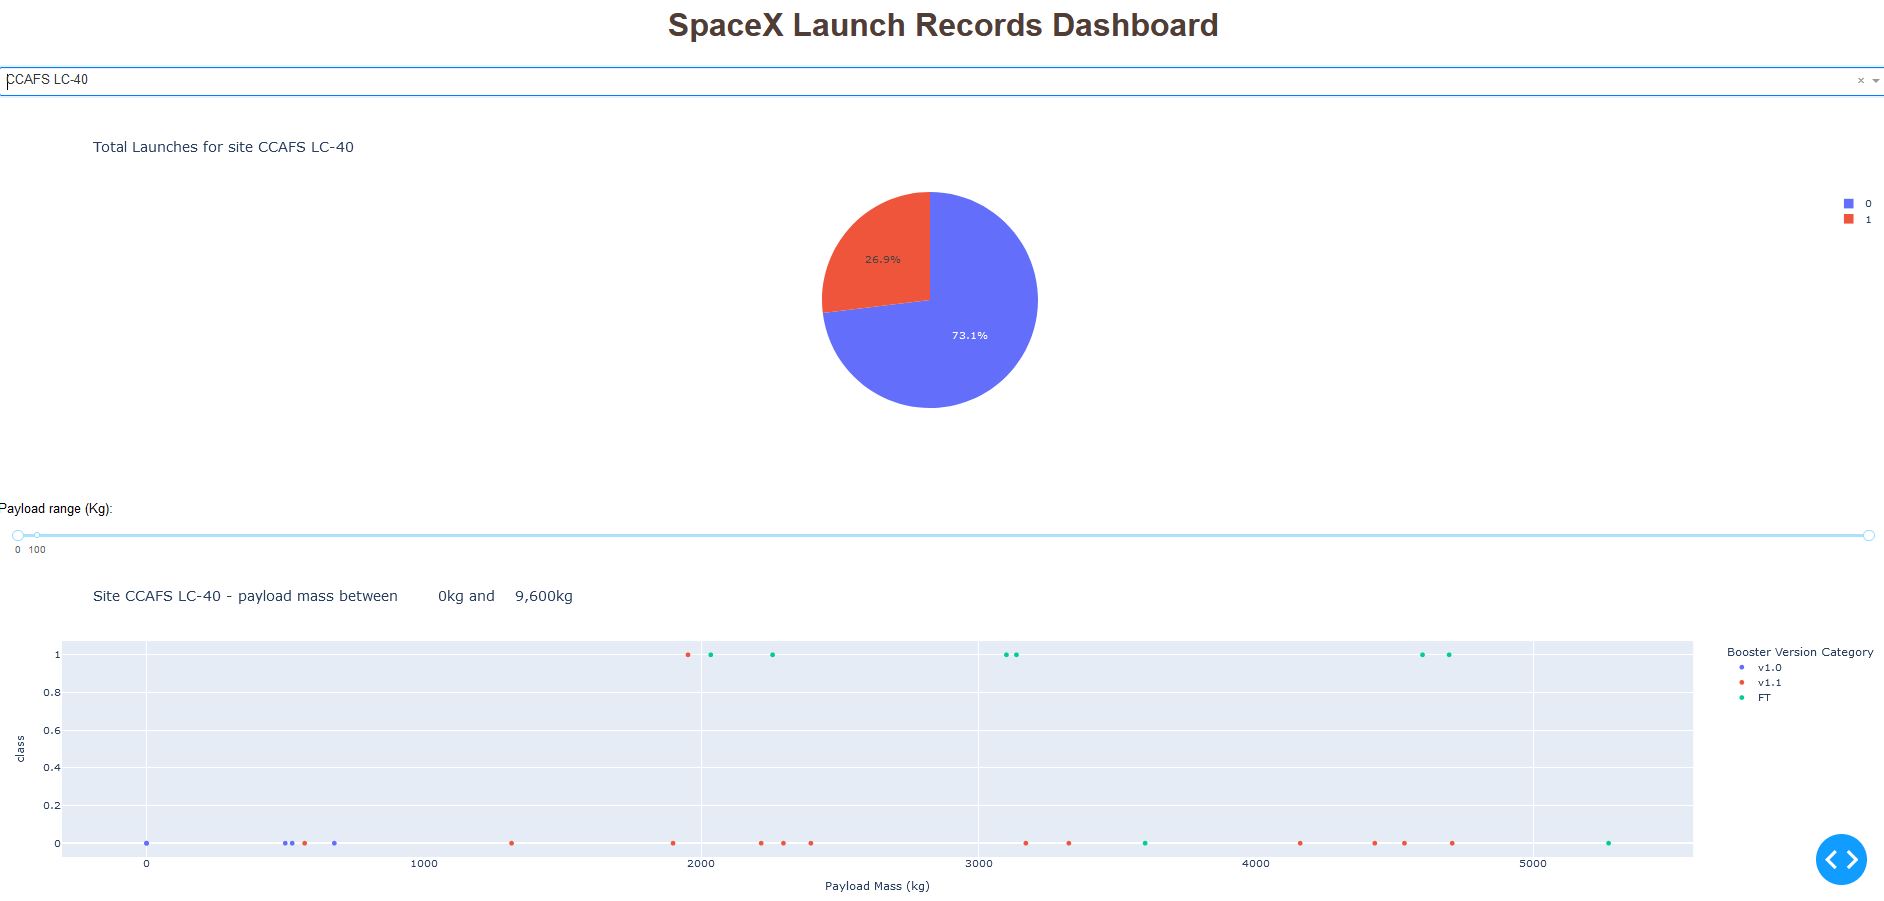 SpaceX Launch Records Dashboard
CCAFS LC-40
Total Launches for site CCAFS LC-40
0
1
26.9%
73.1%
Payload range (Kg):
0 100
Site CCAFS LC-40 - payload mass between 0kg and 9,600kg
Booster Version Category
v1.0
v1.1
FT
1
0.8
0.6
0.4
0.2
0
class
0 1000 2000 3000 4000 5000
Payload Mass (kg)